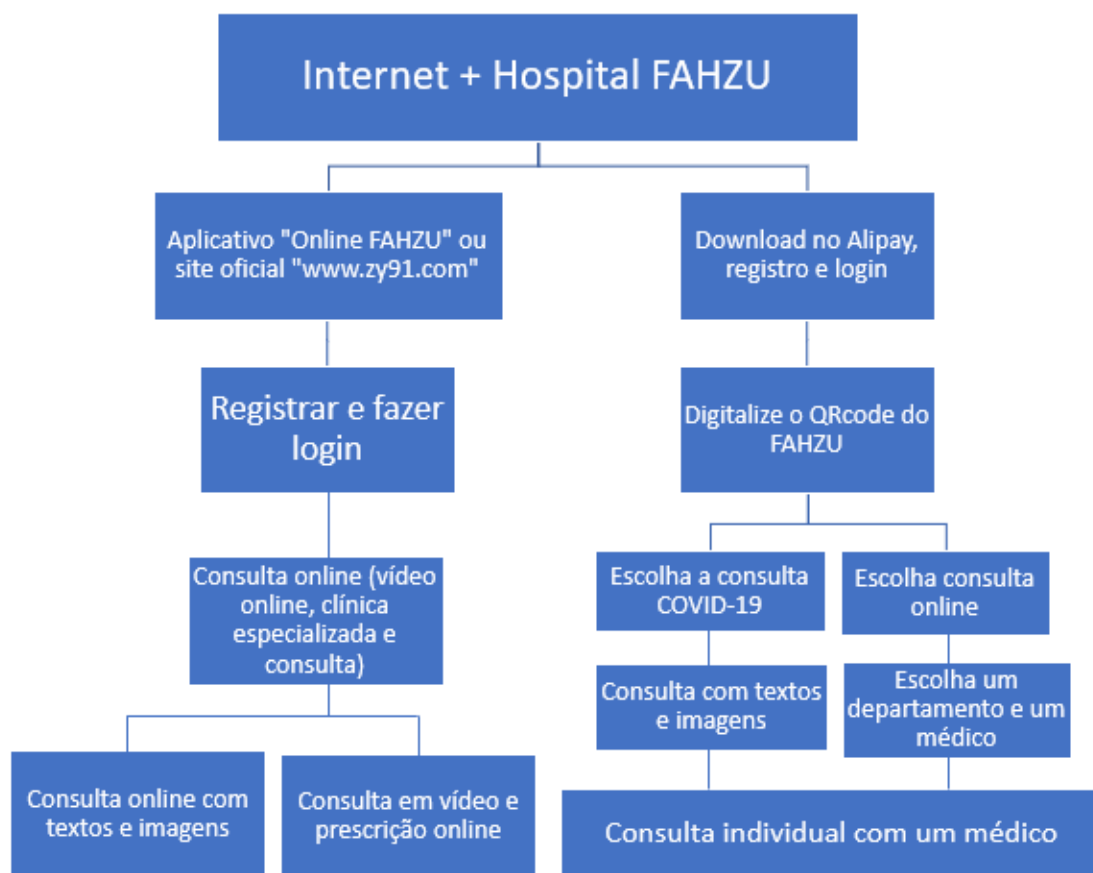 Internet + Hospital FAHZU
Aplicativo "Online FAHZU" ou
site oficial "www.zy91.com"
Download no Alipay,
registro e login
Registrar e fazer
login
Digitalize o QRcode do
FAHZU
Consulta online (vídeo
online, clínica
especializada e
consulta)
Escolha a consulta
COVID-19
Escolha consulta
online
Consulta com textos
e imagens
Escolha um
departamento e um
médico
Consulta online com
textos e imagens
Consulta em vídeo e
prescrição online
Consulta individual com um médico